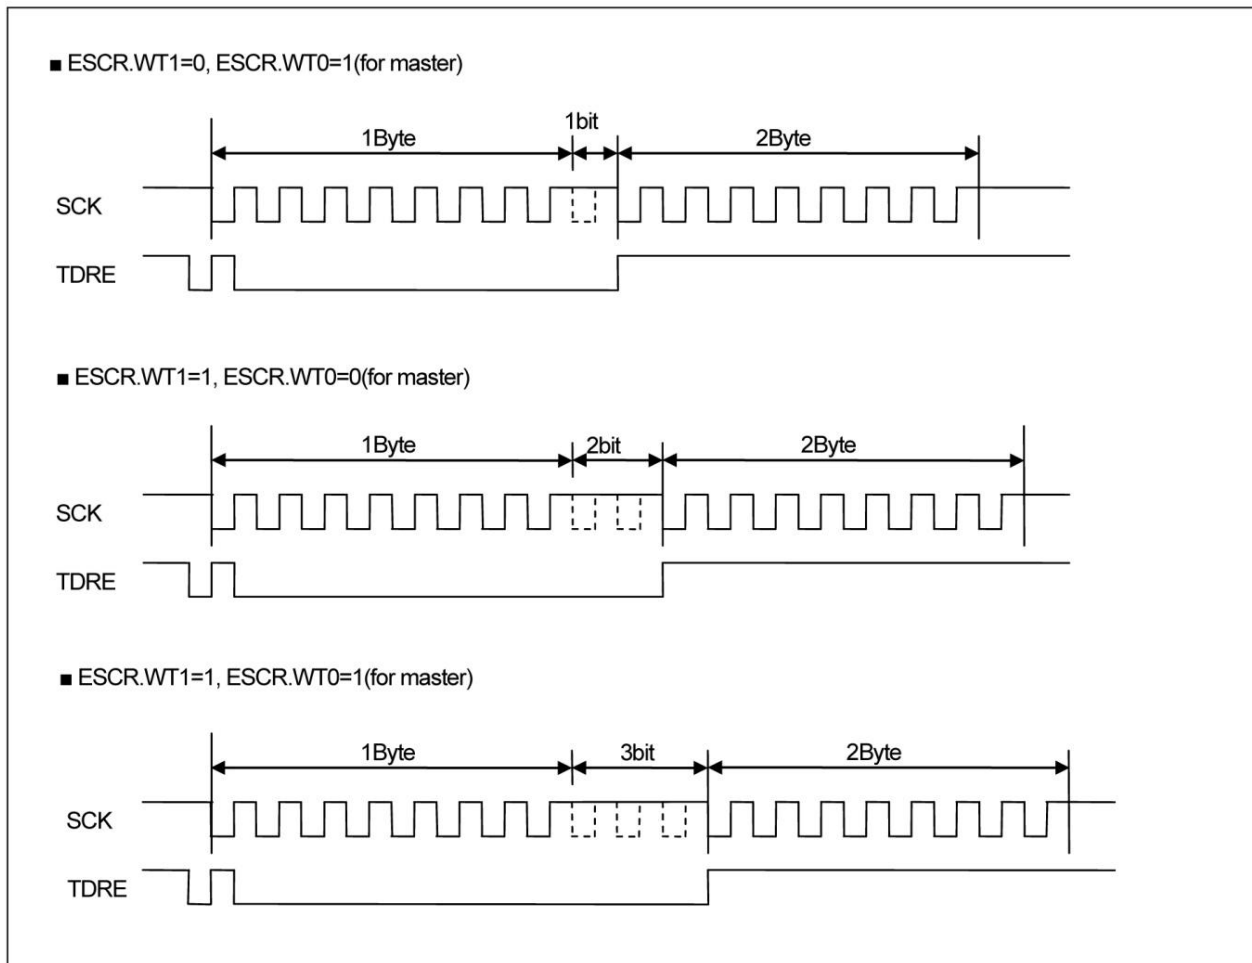 ■ ESCR.WT1=0, ESCR.WT0=1(for master)
1Byte 1bit 2Byte
SCK
TDRE
■ ESCR.WT1=1, ESCR.WT0=0(for master)
1Byte 2bit 2Byte
SCK
TDRE
■ ESCR.WT1=1, ESCR.WT0=1(for master)
1Byte 3bit 2Byte
SCK
TDRE